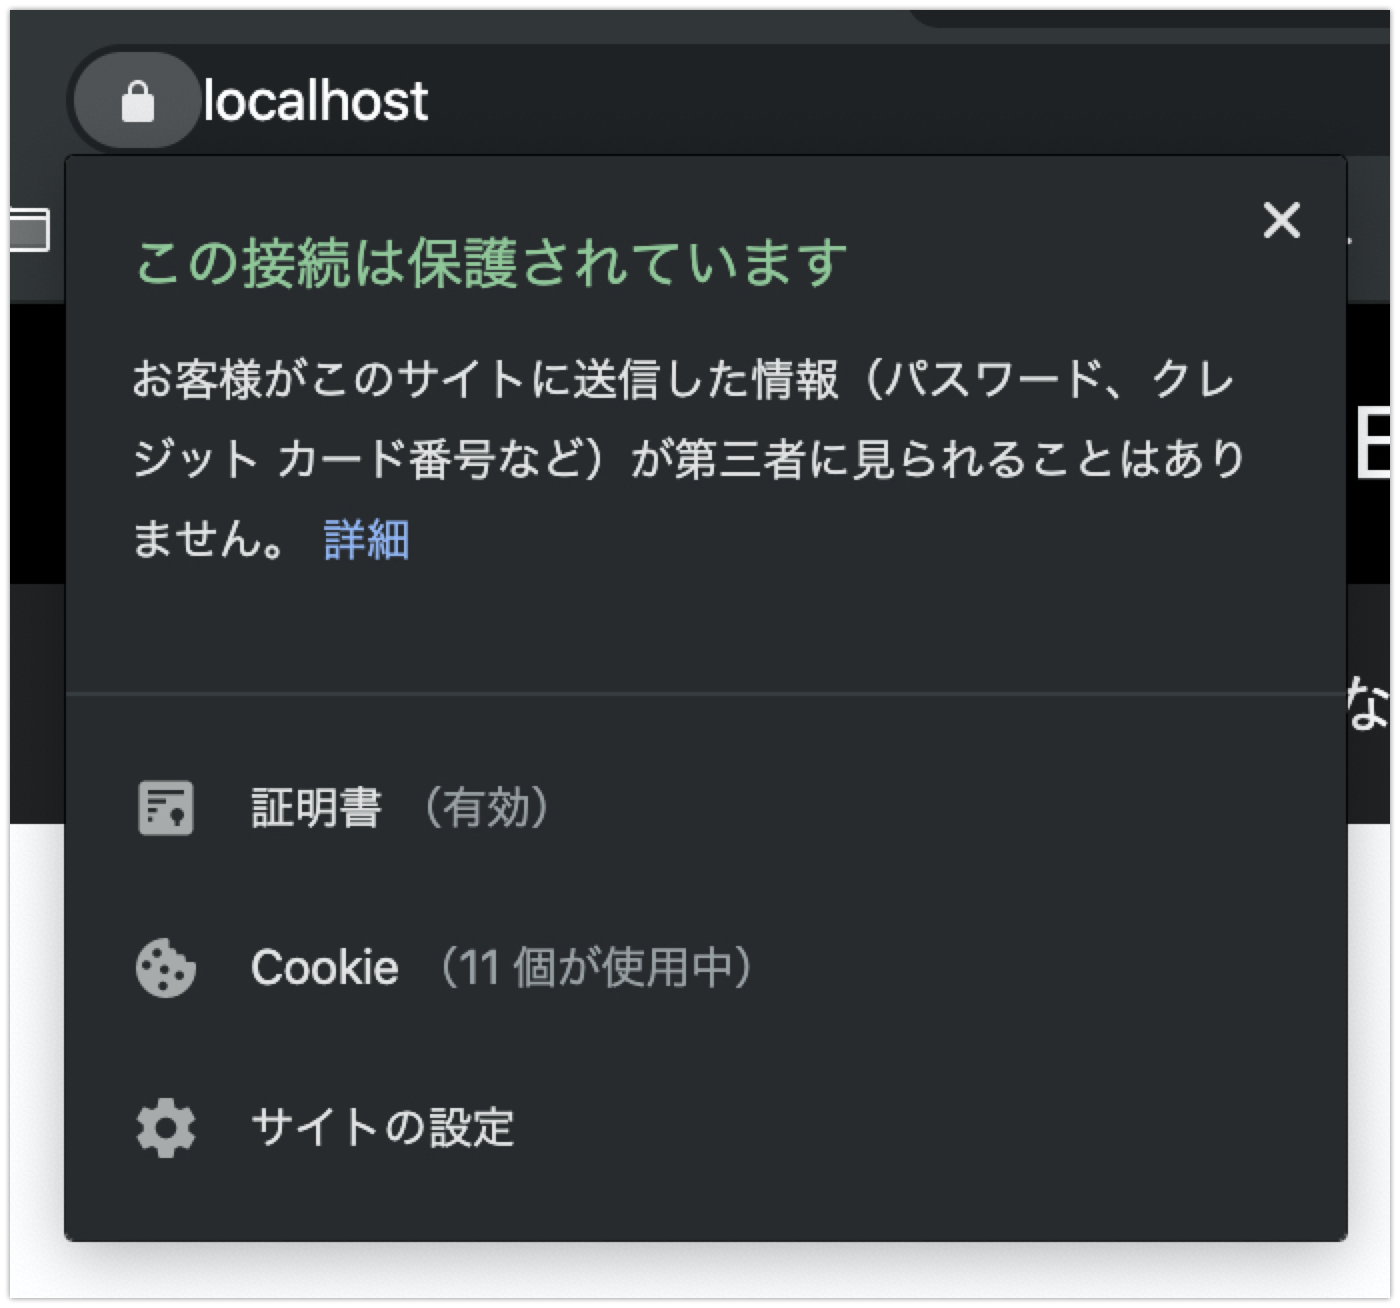 localhost
この接続は保護されています
お客様がこのサイトに送信した情報（パスワード、クレ
ジット カード番号など）が第三者に見られることはあり
ません。 詳細
な
証明書 （有効）
Cookie （11 個が使用中）
サイトの設定